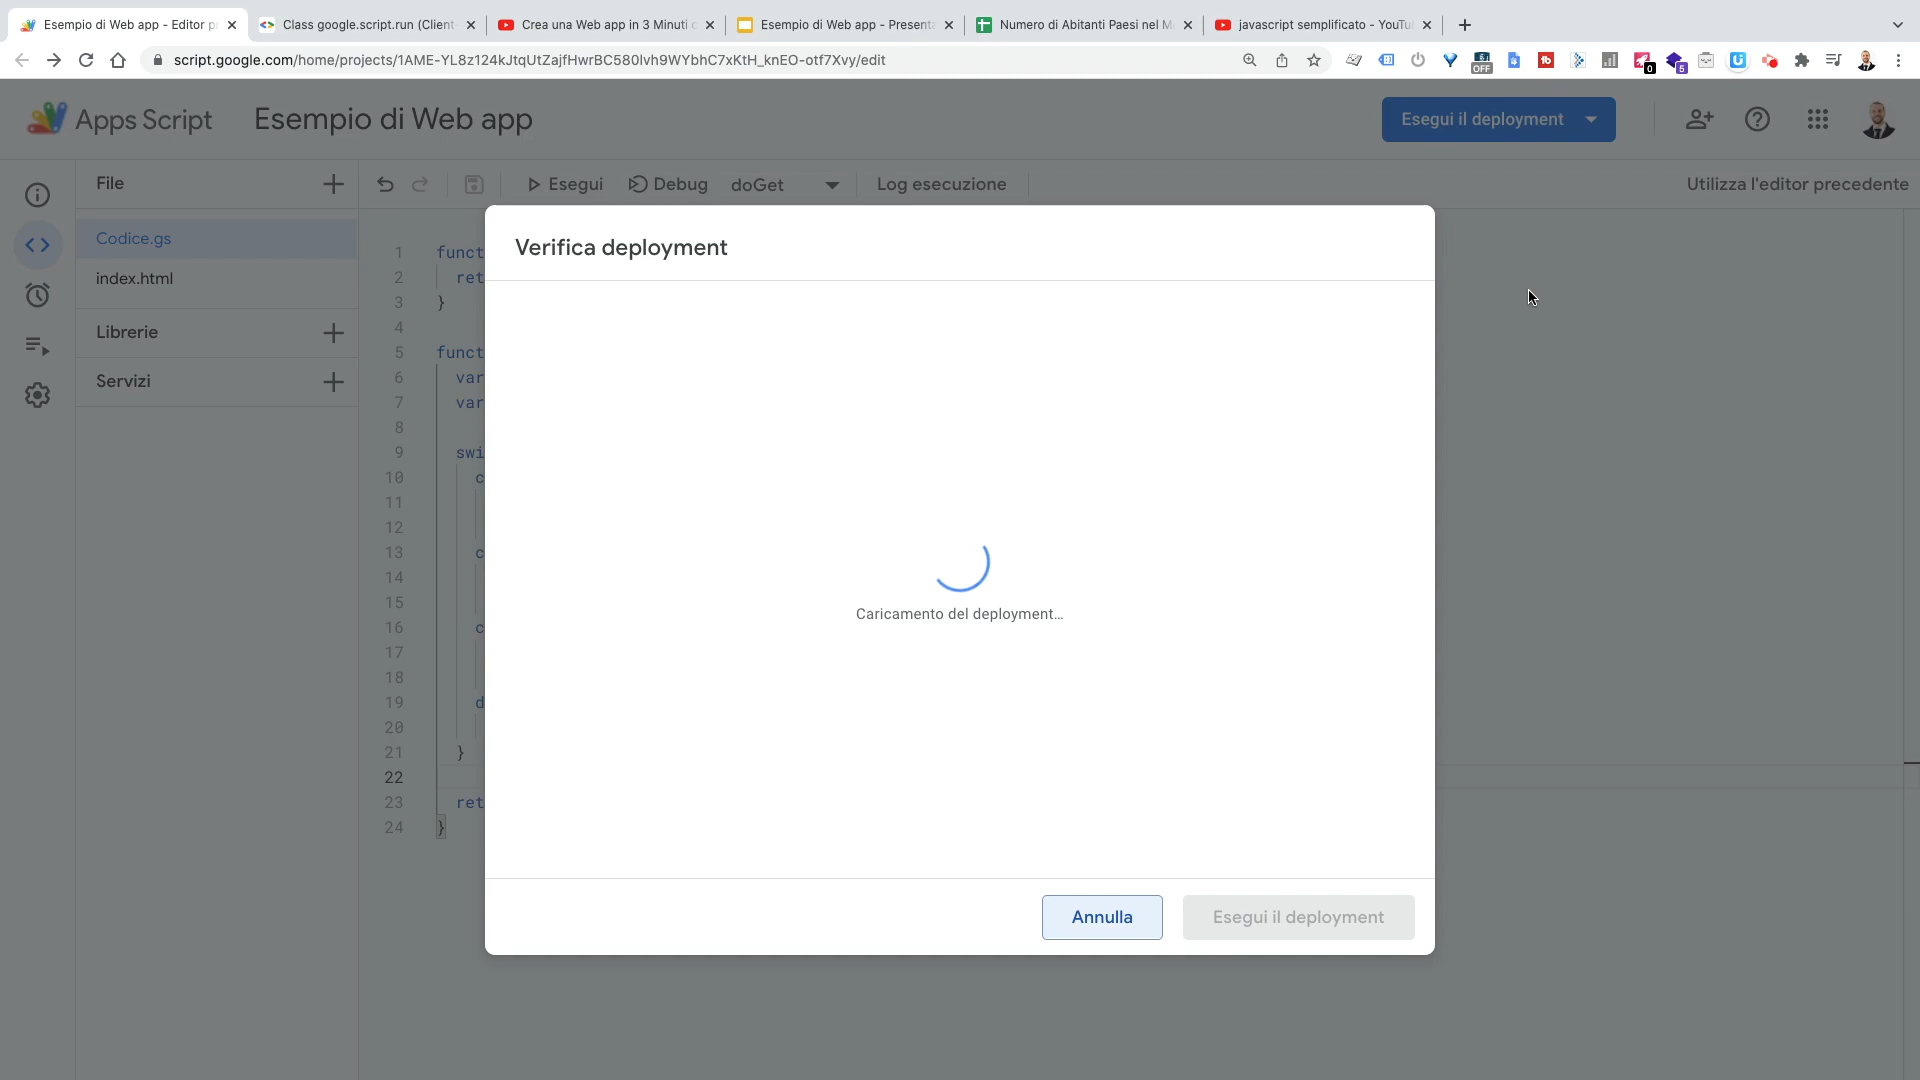 Esempio di Web app - Editor p
Class google.script.run (Client-
Crea una Web app in 3 Minuti c
Esempio di Web app - Presenta
Numero di Abitanti Paesi nel M
javascript semplificato - YouTu
script.google.com/home/projects/1AME-YL8z124kJtqUtZajfHwrBC580lvh9WYbhC7xKtH_knEO-otf7Xvy/edit
OFF
0
5
Apps Script
Esempio di Web app
Esegui il deployment
File
Esegui
Debug
doGet
Log esecuzione
Utilizza l'editor precedente
Codice.gs
index.html
Librerie
Servizi
1 funct
2 ret
3 }
4
5 funct
6 var
7 var
8
9 swi
10 c
11
12
13 c
14
15
16 c
17
18
19 d
20
21 }
22
23 ret
24 }
Verifica deployment
Caricamento del deployment...
Annulla
Esegui il deployment